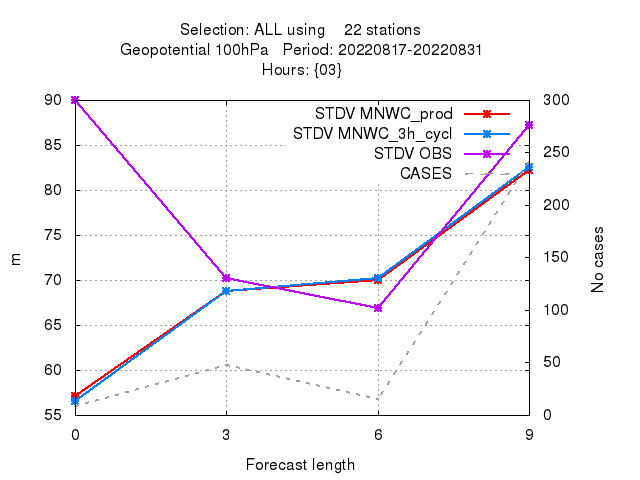 Selection: ALL using 22 stations
Geopotential 100hPa Period: 20220817-20220831
Hours: {03}
90
85
80
75
70
65
60
55
m
STDV MNWC_prod
STDV MNWC_3h_cycl
STDV OBS
CASES
300
250
200
150
100
50
0
No cases
0 3 6 9
Forecast length